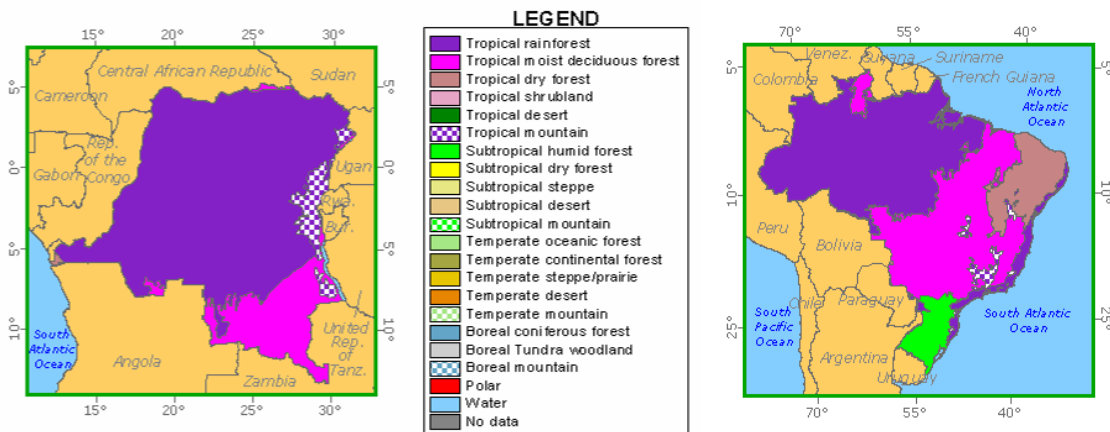 LEGEND
15° 20° 25° 30°
Central African Republic
Sudan
Cameroon
5°
5°
Rep.
of the
Congo
Gabon
Ugan
0°
0°
Rwa.
Bur.
5°
5°
10°
10°
South
Atlantic
Ocean
Angola
Zambia
United
Rep.
of
Tanz.
15° 20° 25° 30°
Tropical rainforest
Tropical moist deciduous forest
Tropical dry forest
Tropical shrubland
Tropical desert
Tropical mountain
Subtropical humid forest
Subtropical dry forest
Subtropical steppe
Subtropical desert
Subtropical mountain
Temperate oceanic forest
Temperate continental forest
Temperate steppe/prairie
Temperate desert
Temperate mountain
Boreal coniferous forest
Boreal Tundra woodland
Boreal mountain
Polar
Water
No data
70° 55° 40°
Venez.
Guyana
Suriname
French Guiana
Colombia
5°
5°
North
Atlantic
Ocean
10°
10°
Peru
Bolivia
Chile
Paraguay
South
Pacific
Ocean
South Atlantic
Ocean
25°
25°
Argentina
Uruguay
70° 55° 40°